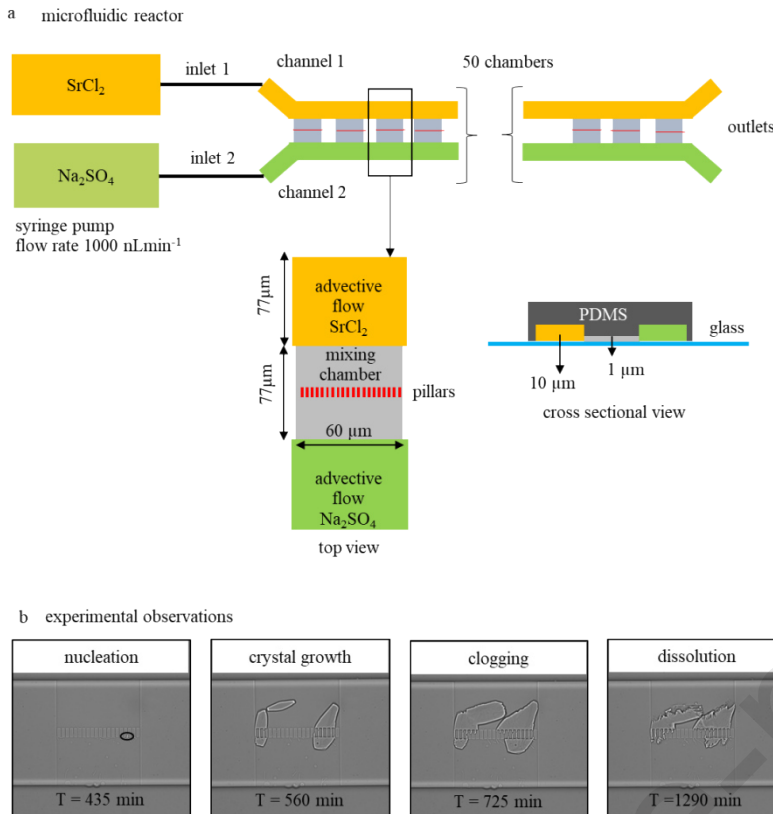 a microfluidic reactor
inlet 1
channel 1
50 chambers
SrCl₂
outlets
Na₂SO₄
inlet 2
channel 2
syringe pump
flow rate 1000 nLmin⁻¹
77µm
advective
flow
SrCl₂
PDMS
glass
mixing
chamber
77µm
pillars
10 µm
1 µm
60 µm
cross sectional view
advective
flow
Na₂SO₄
top view
b experimental observations
nucleation
crystal growth
clogging
dissolution
T = 435 min
T = 560 min
T = 725 min
T =1290 min